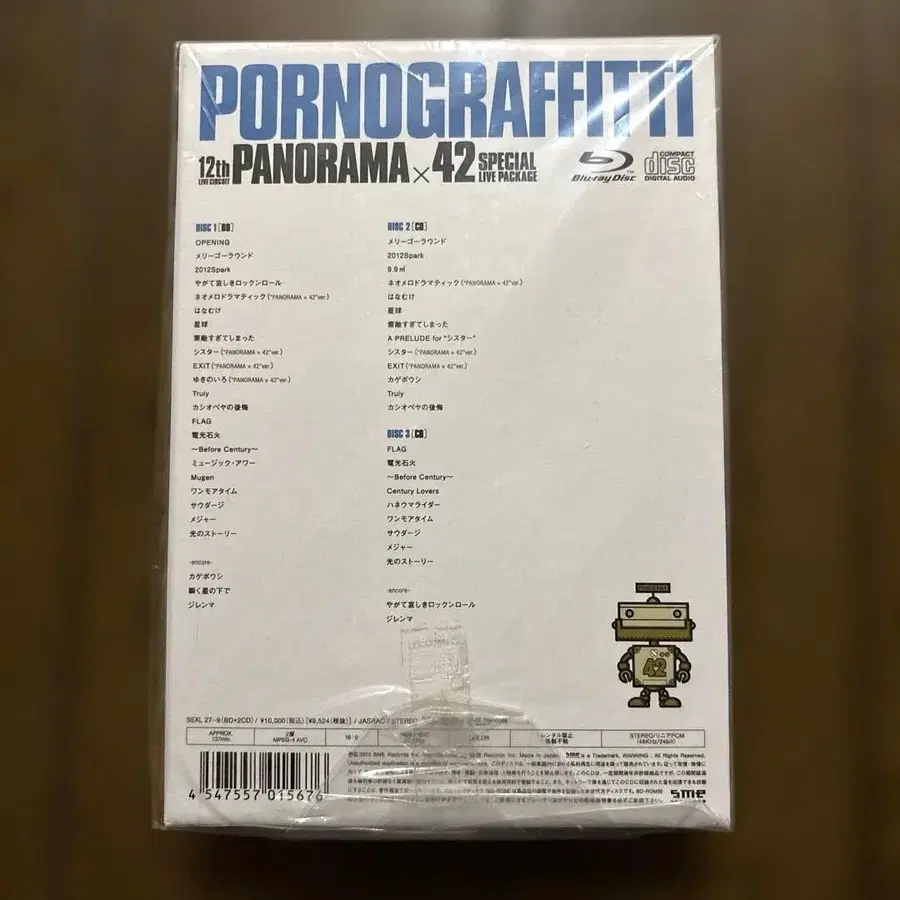 PORNOGRAFFITTI
12th LIVE CIRCUIT PANORAMA×42 SPECIAL LIVE PACKAGE
Blu-ray Disc™
COMPACT disc DIGITAL AUDIO
DISC 1 [BD]
OPENING
メリーゴーラウンド
2012Spark
やがて哀しきロックンロール
ネオメロドラマティック("PANORAMA × 42"ver.)
はなむけ
星球
素敵すぎてしまった
シスター("PANORAMA × 42"ver.)
EXiT("PANORAMA × 42"ver.)
ゆきのいろ("PANORAMA × 42"ver.)
Truly
カシオペヤの後悔
FLAG
電光石火
〜Before Century〜
ミュージック・アワー
Mugen
ワンモアタイム
サウダージ
メジャー
光のストーリー
-encore-
カゲボウシ
瞬く星の下で
ジレンマ
DISC 2 [CD]
メリーゴーラウンド
2012Spark
9.9㎡
ネオメロドラマティック("PANORAMA × 42"ver.)
はなむけ
星球
素敵すぎてしまった
A PRELUDE for "シスター"
シスター("PANORAMA × 42"ver.)
EXiT("PANORAMA × 42"ver.)
カゲボウシ
Truly
カシオペヤの後悔
DISC 3 [CD]
FLAG
電光石火
〜Before Century〜
Century Lovers
ハネウマライダー
ワンモアタイム
サウダージ
メジャー
光のストーリー
-encore-
やがて哀しきロックンロール
ジレンマ
PANORAMA
42
SEXL 27~9(BD+2CD) / ¥10,000(税込)[¥9,524(税抜)] / JASRAC / STEREO
APPROX. 137min.
2層 MPEG-4 AVC
16:9
COLOR
レンタル禁止 複製不能
STEREO/リニアPCM (48KHz/24bit)
4 547557 015676
sme